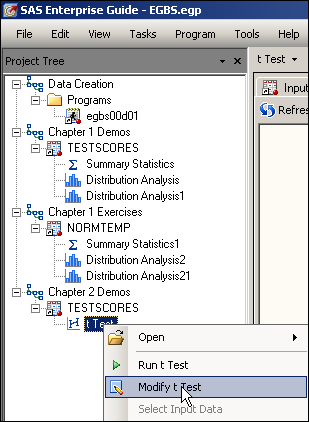 SAS Enterprise Guide - EGBS.egp
File Edit View Tasks Program Tools Hel
Project Tree
t Test
Data Creation
Programs
egbs00d01
Input
Refres
Chapter 1 Demos
TESTSCORES
Summary Statistics
Distribution Analysis
Distribution Analysis1
Chapter 1 Exercises
NORMTEMP
Summary Statistics1
Distribution Analysis2
Distribution Analysis21
Chapter 2 Demos
TESTSCORES
t Test
Open
Run t Test
Modify t Test
Select Input Data